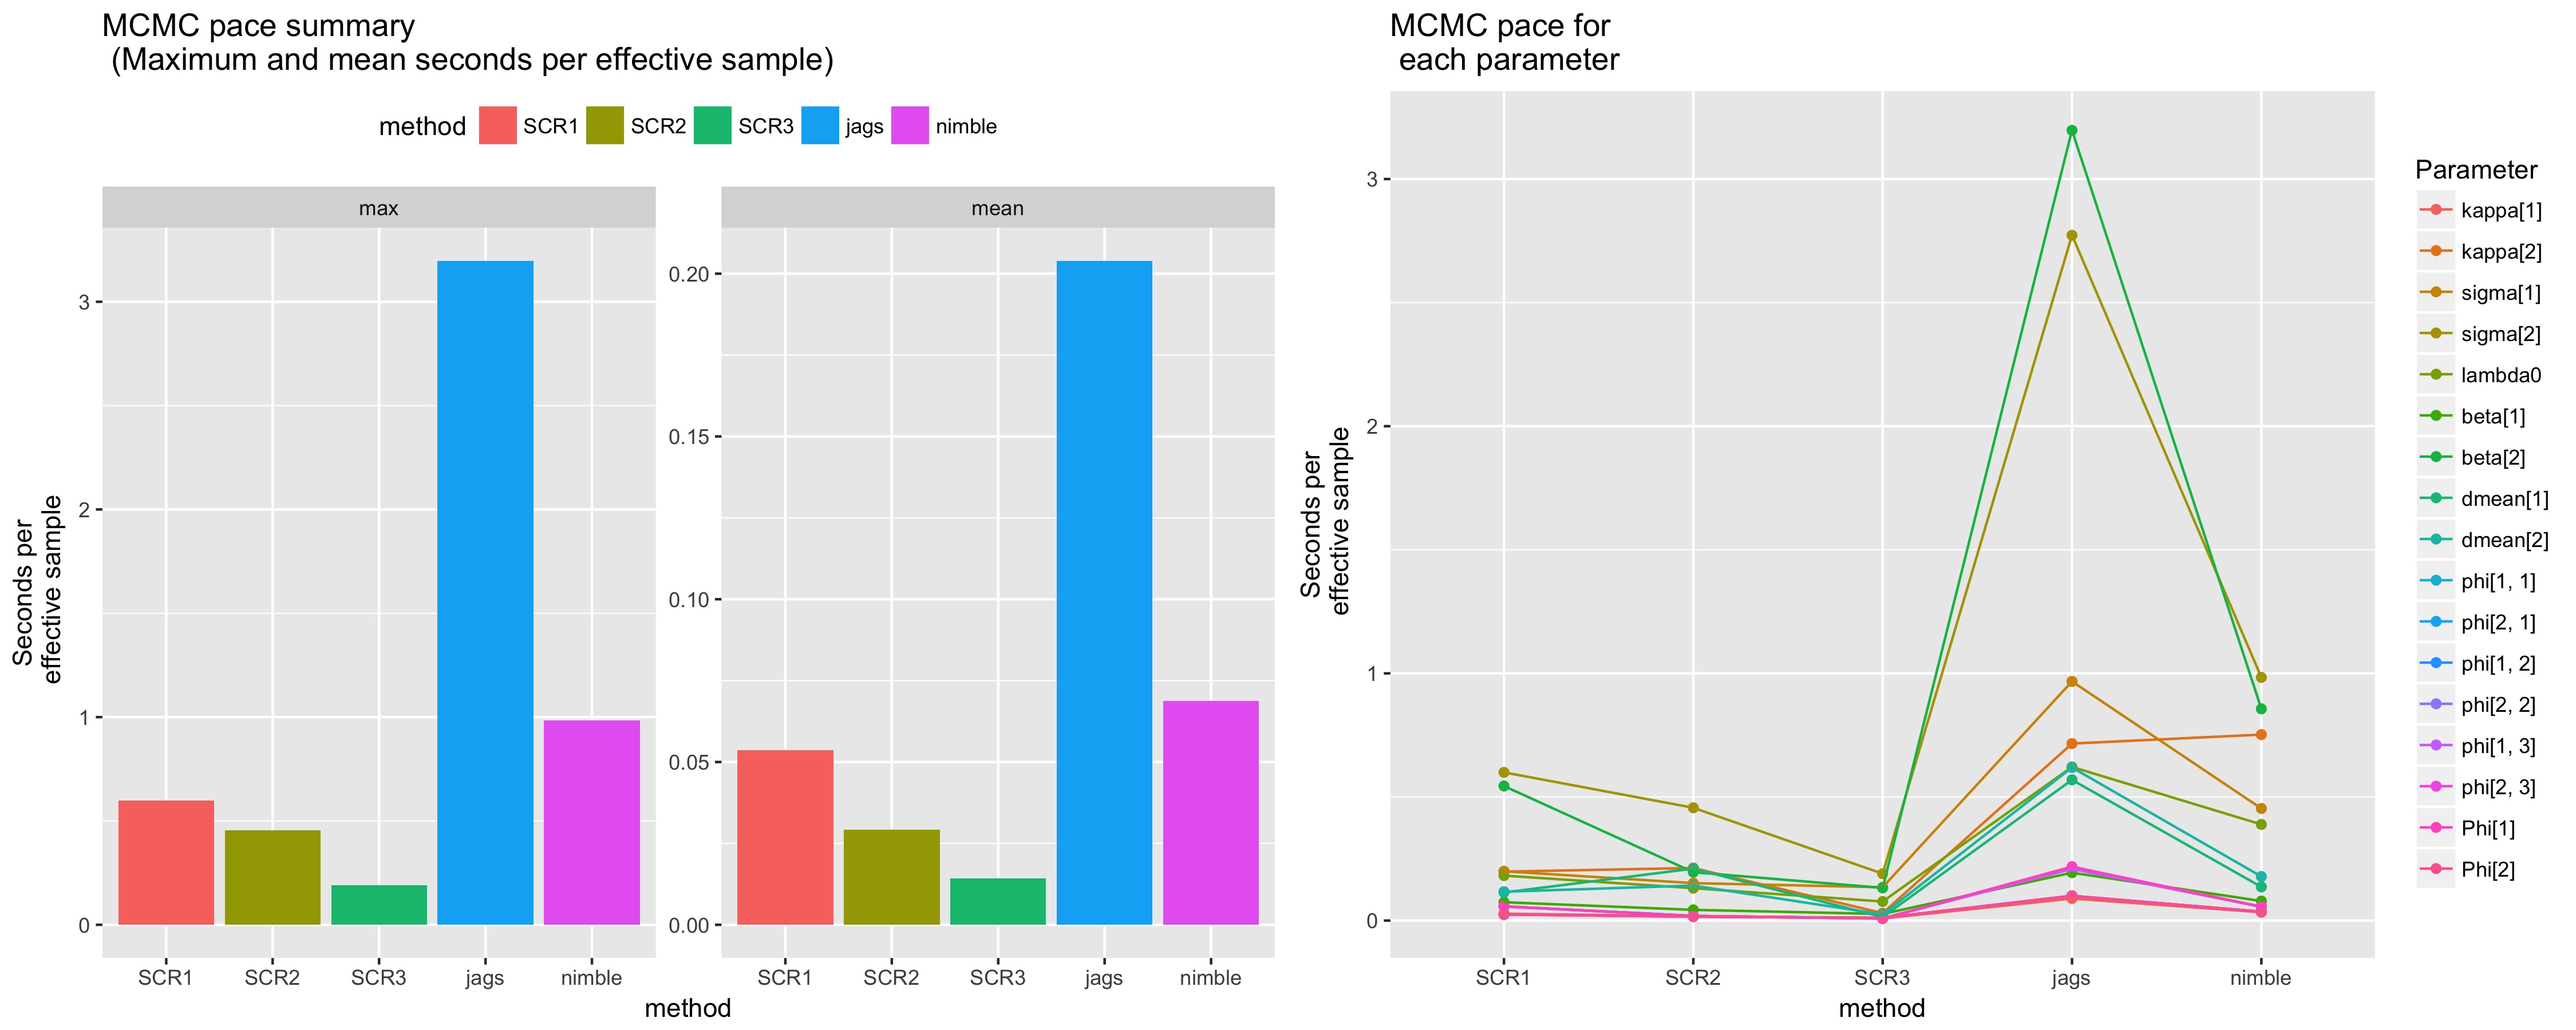 MCMC pace summary
(Maximum and mean seconds per effective sample)
method SCR1 SCR2 SCR3 jags nimble
max
mean
Seconds per
effective sample
3
2
1
0
0.20
0.15
0.10
0.05
0.00
SCR1 SCR2 SCR3 jags nimble
SCR1 SCR2 SCR3 jags nimble
method
MCMC pace for
each parameter
Seconds per
effective sample
3
2
1
0
SCR1 SCR2 SCR3 jags nimble
method
Parameter
kappa[1]
kappa[2]
sigma[1]
sigma[2]
lambda0
beta[1]
beta[2]
dmean[1]
dmean[2]
phi[1, 1]
phi[2, 1]
phi[1, 2]
phi[2, 2]
phi[1, 3]
phi[2, 3]
Phi[1]
Phi[2]